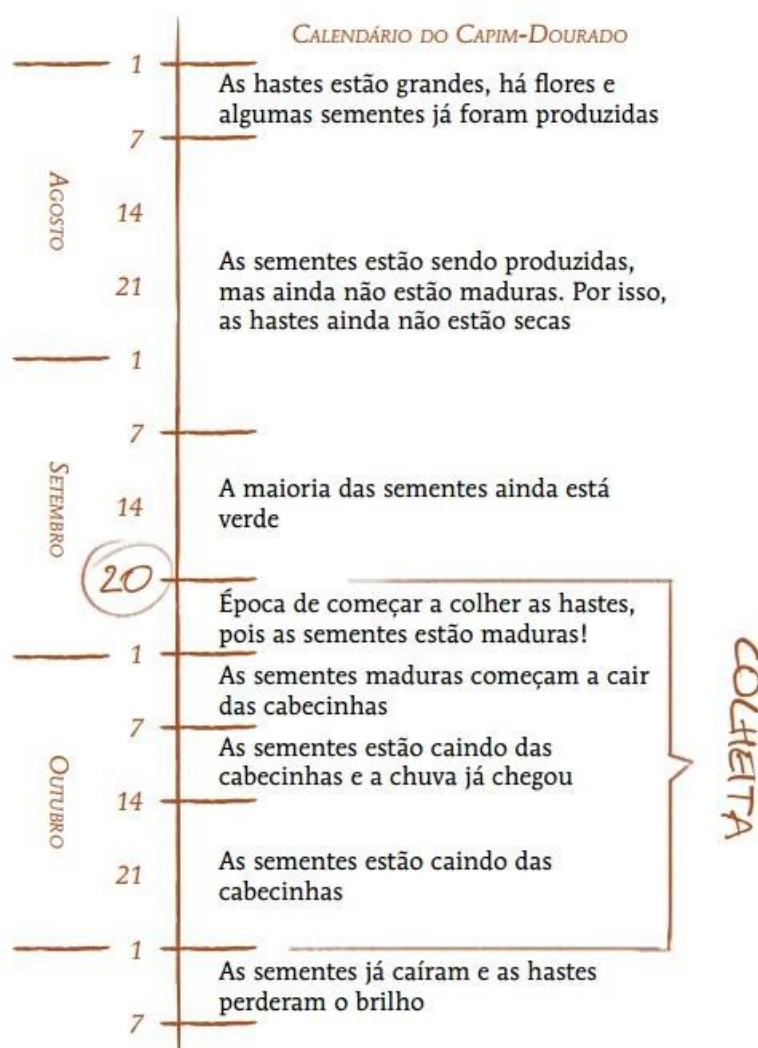 CALENDÁRIO DO CAPIM-DOURADO
1
As hastes estão grandes, há flores e
algumas sementes já foram produzidas
7
AGOSTO
14
As sementes estão sendo produzidas,
21
mas ainda não estão maduras. Por isso,
as hastes ainda não estão secas
1
7
SETEMBRO
A maioria das sementes ainda está
14
verde
20
Época de começar a colher as hastes,
pois as sementes estão maduras!
1
As sementes maduras começam a cair
das cabecinhas
COLHEITA
7
As sementes estão caindo das
cabecinhas e a chuva já chegou
OUTUBRO
14
As sementes estão caindo das
21
cabecinhas
1
As sementes já caíram e as hastes
perderam o brilho
7